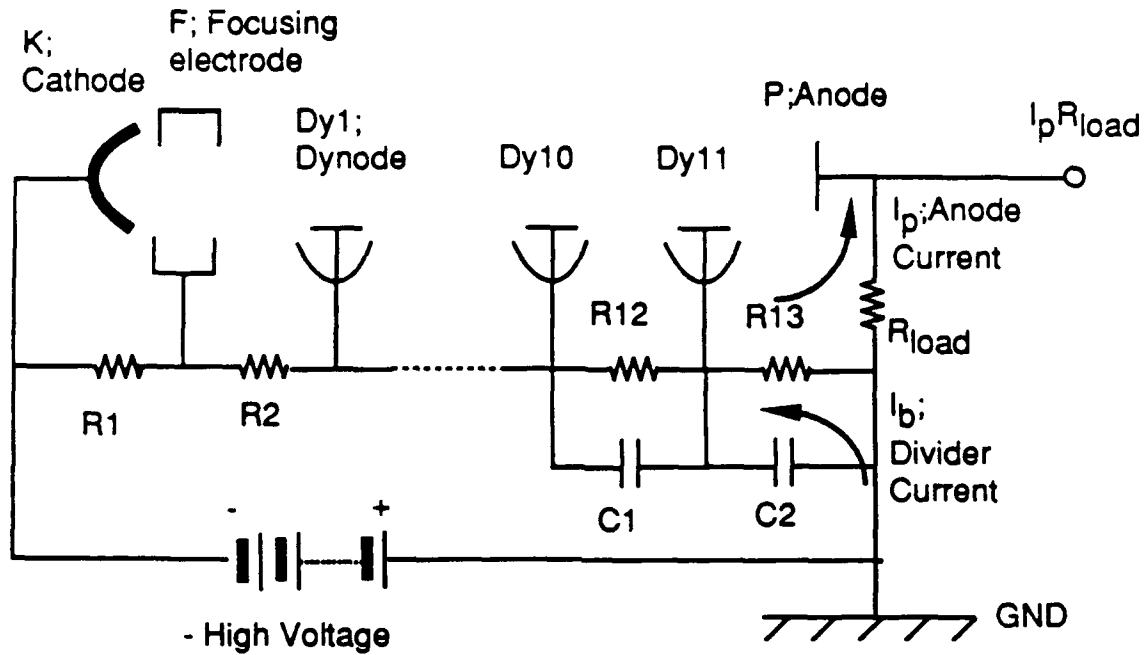 K;
Cathode
F; Focusing
electrode
Dy1;
Dynode
Dy10
Dy11
P;Anode
IpRload
Ip;Anode
Current
R12
R13
Rload
R1
R2
Ib;
Divider
Current
C1
C2
- +
- High Voltage
GND